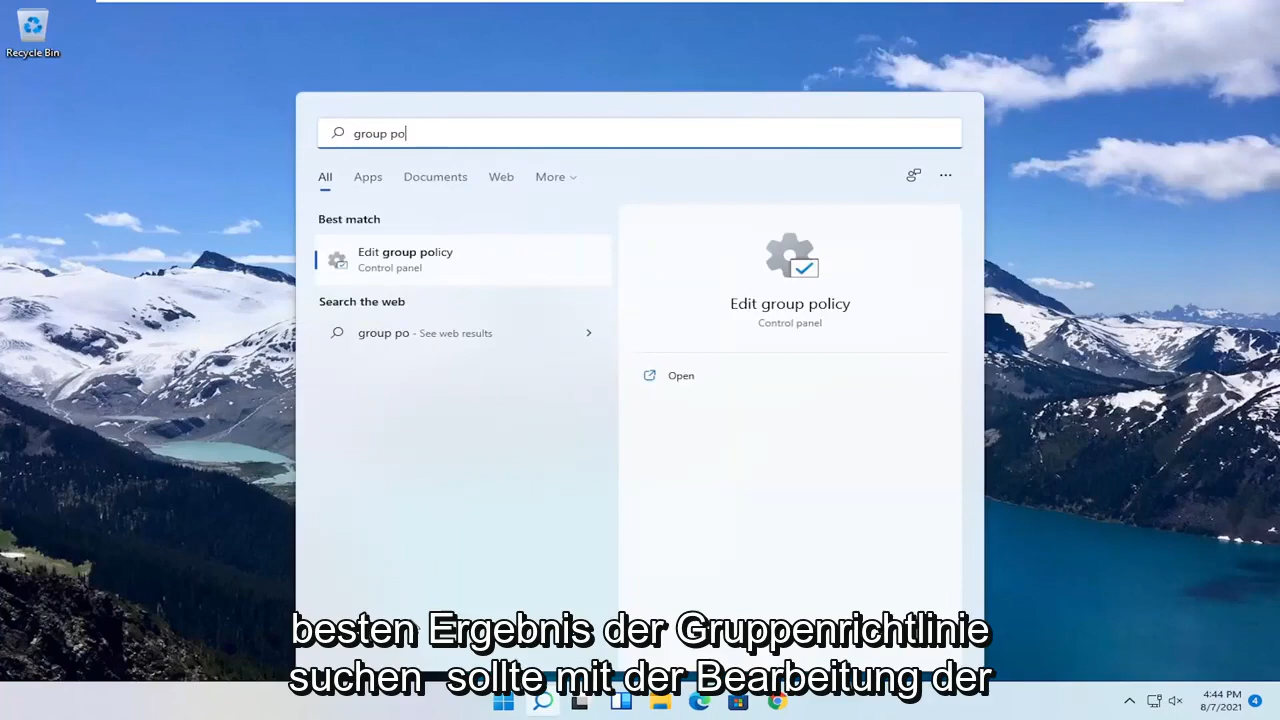 Recycle Bin
group po
All Apps Documents Web More
Best match
Edit group policy
Control panel
Search the web
group po - See web results
Edit group policy
Control panel
Open
besten Ergebnis der Gruppenrichtlinie
suchen sollte mit der Bearbeitung der
4:44 PM
8/7/2021
4